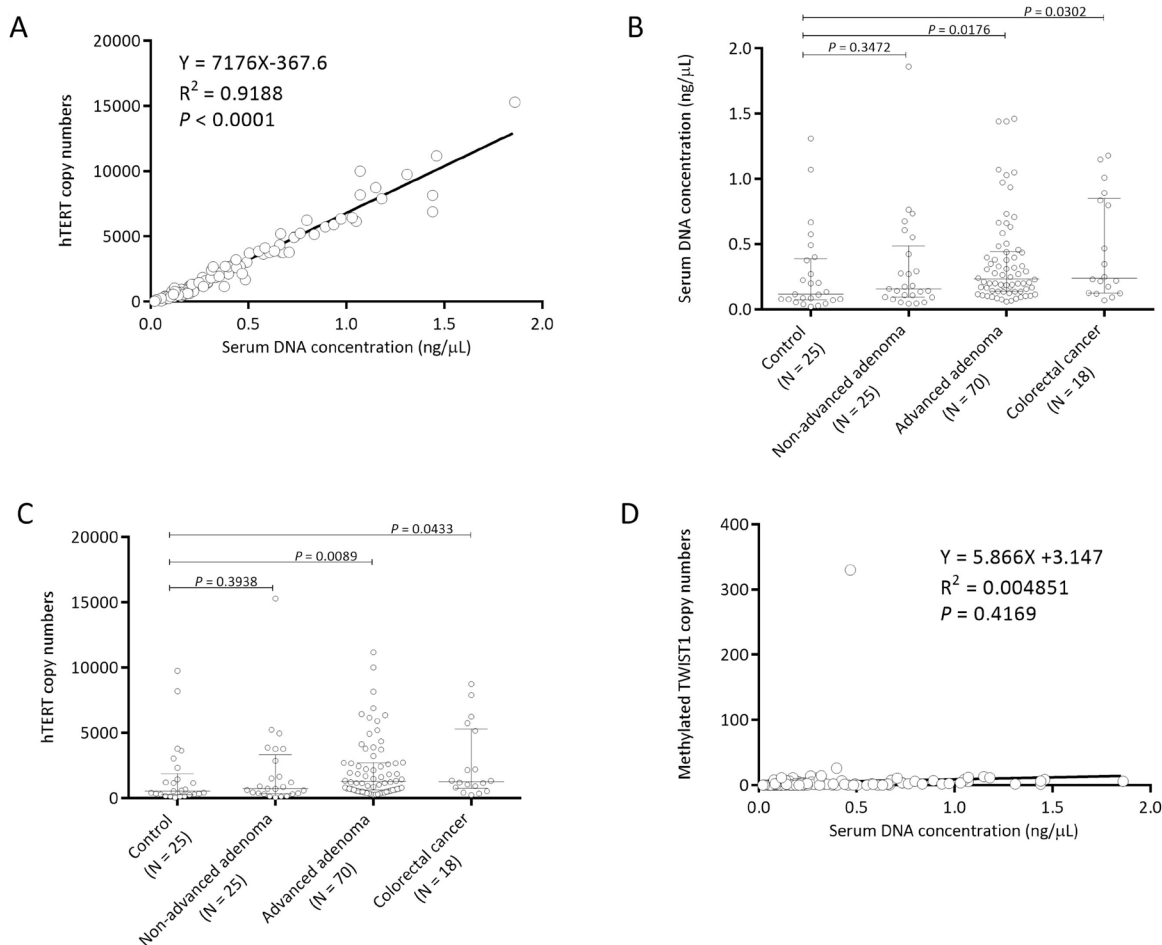 A
20000
15000
10000
5000
0
hTERT copy numbers
Y = 7176X-367.6
R² = 0.9188
P < 0.0001
0.0 0.5 1.0 1.5 2.0
Serum DNA concentration (ng/μL)
B
P = 0.0302
P = 0.0176
P = 0.3472
2.0
1.5
1.0
0.5
0.0
Serum DNA concentration (ng/μL)
Control
(N = 25)
Non-advanced adenoma
(N = 25)
Advanced adenoma
(N = 70)
Colorectal cancer
(N = 18)
C
P = 0.0433
P = 0.0089
P = 0.3938
20000
15000
10000
5000
0
hTERT copy numbers
Control
(N = 25)
Non-advanced adenoma
(N = 25)
Advanced adenoma
(N = 70)
Colorectal cancer
(N = 18)
D
400
300
200
100
0
Methylated TWIST1 copy numbers
Y = 5.866X +3.147
R² = 0.004851
P = 0.4169
0.0 0.5 1.0 1.5 2.0
Serum DNA concentration (ng/μL)